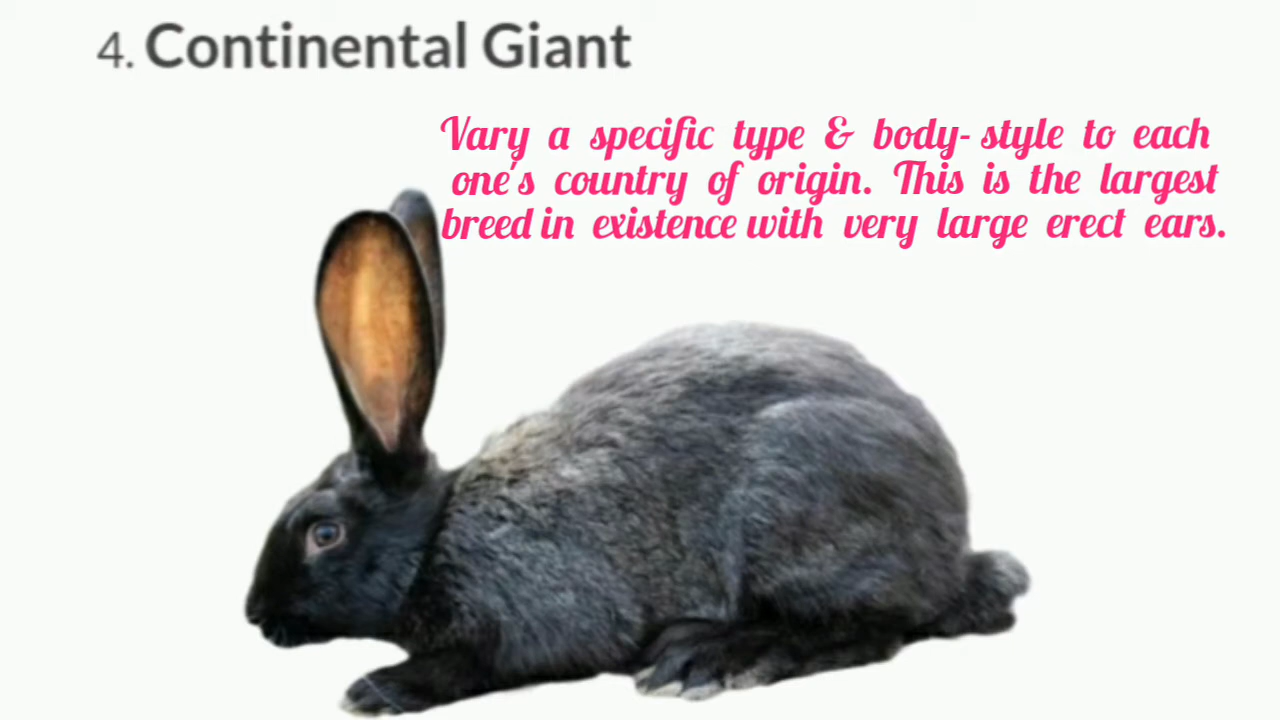 4. Continental Giant
Vary a specific type & body- style to each
one's country of origin. This is the largest
breed in existence with very large erect ears.